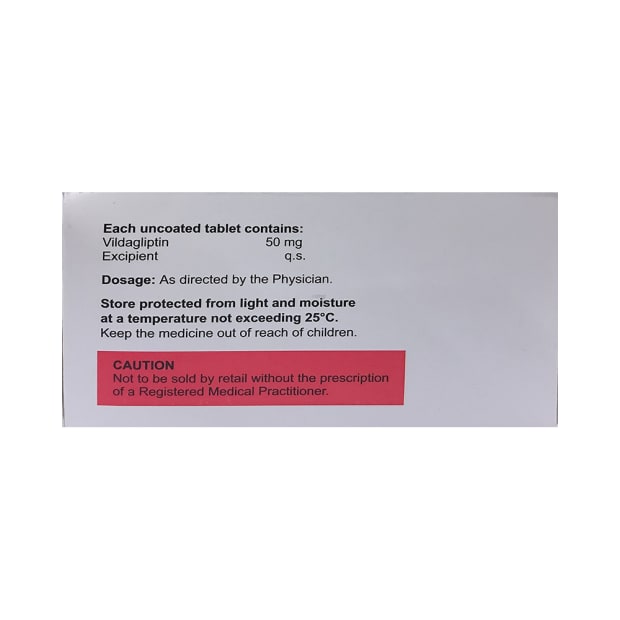 Each uncoated tablet contains:
Vildagliptin 50 mg
Excipient q.s.
Dosage: As directed by the Physician.
Store protected from light and moisture
at a temperature not exceeding 25°C.
Keep the medicine out of reach of children.
CAUTION
Not to be sold by retail without the prescription
of a Registered Medical Practitioner.